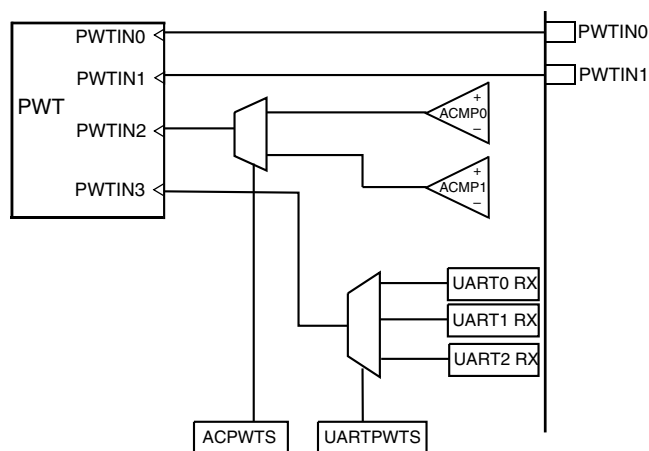 PWTIN0
PWTIN0
PWTIN1
PWTIN1
PWT
PWTIN2
+
ACMP0
−
PWTIN3
+
ACMP1
−
UART0 RX
UART1 RX
UART2 RX
ACPWTS
UARTPWTS